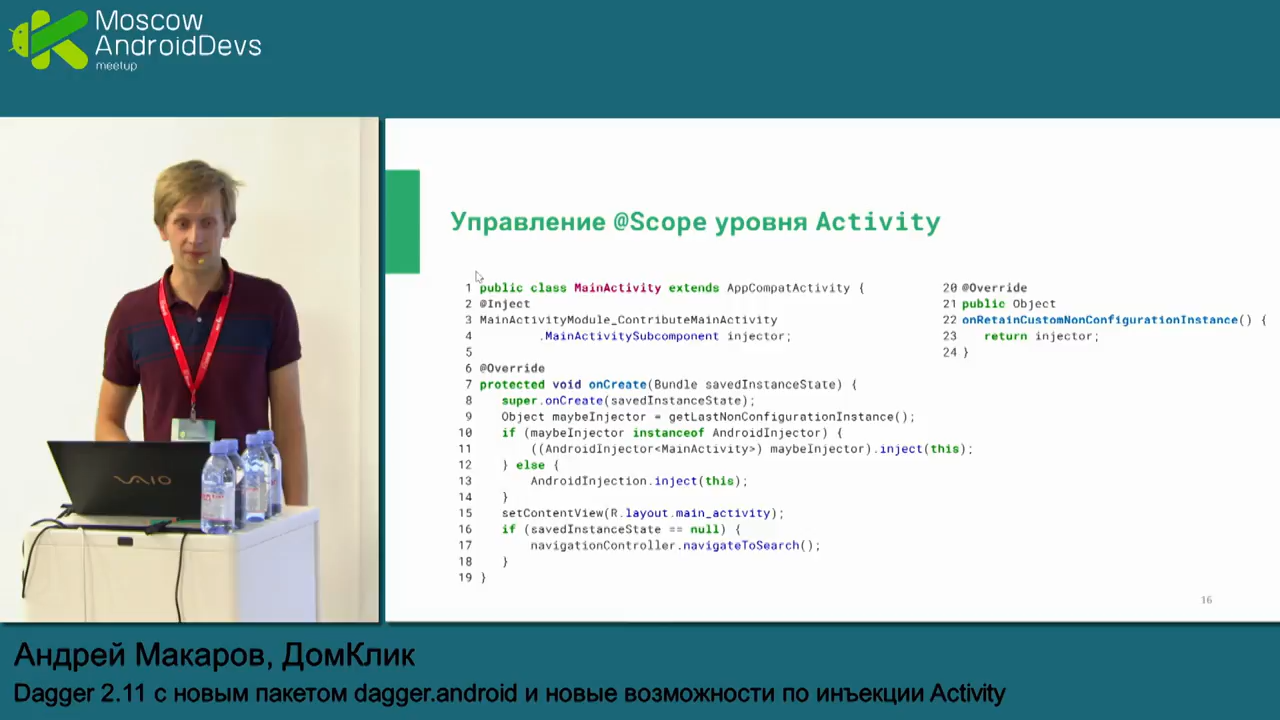 Moscow
AndroidDevs
meetup
Управление @Scope уровня Activity
1 public class MainActivity extends AppCompatActivity {
2 @Inject
3 MainActivityModule_ContributeMainActivity
4 .MainActivitySubcomponent injector;
5
6 @Override
7 protected void onCreate(Bundle savedInstanceState) {
8 super.onCreate(savedInstanceState);
9 Object maybeInjector = getLastNonConfigurationInstance();
10 if (maybeInjector instanceof AndroidInjector) {
11 ((AndroidInjector<MainActivity>) maybeInjector).inject(this);
12 } else {
13 AndroidInjection.inject(this);
14 }
15 setContentView(R.layout.main_activity);
16 if (savedInstanceState == null) {
17 navigationController.navigateToSearch();
18 }
19 }
20 @Override
21 public Object
22 onRetainCustomNonConfigurationInstance() {
23 return injector;
24 }
16
VAIO
Андрей Макаров, ДомКлик
Dagger 2.11 с новым пакетом dagger.android и новые возможности по инъекции Activity